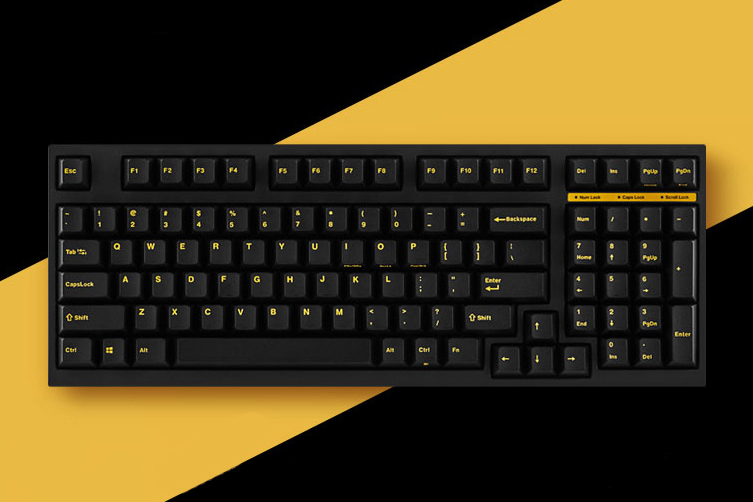 Esc F1 F2 F3 F4 F5 F6 F7 F8 F9 F10 F11 F12 Del Ins PgUp PgDn
Num Lock Caps Lock Scroll Lock
~ ! @ # $ % ^ & * ( ) — +
` 1 2 3 4 5 6 7 8 9 0 - = ←Backspace Num / * −
Tab Q W E R T Y U I O P { } | 7 8 9
[ ] \ Home ↑ PgUp +
CapsLock A S D F G H J K L : " Enter 4 5 6
; ' ← →
⇧ Shift Z X C V B N M < > ? ⇧ Shift ↑ 1 2 3
, . / End ↓ PgDn Enter
Ctrl Alt Alt Ctrl Fn ← ↓ → 0 .
Ins Del